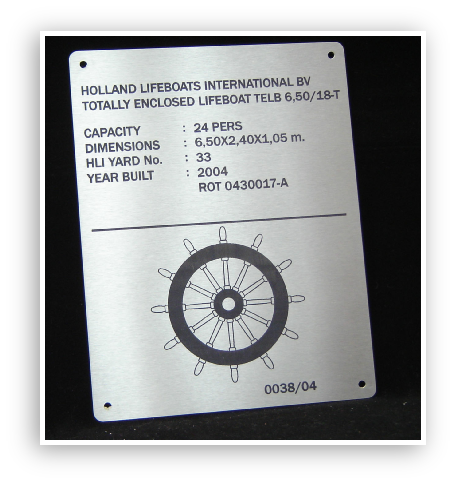 HOLLAND LIFEBOATS INTERNATIONAL BV
TOTALLY ENCLOSED LIFEBOAT TELB 6,50/18-T
CAPACITY : 24 PERS
DIMENSIONS : 6,50X2,40X1,05 m.
HLI YARD No. : 33
YEAR BUILT : 2004
ROT 0430017-A
0038/04